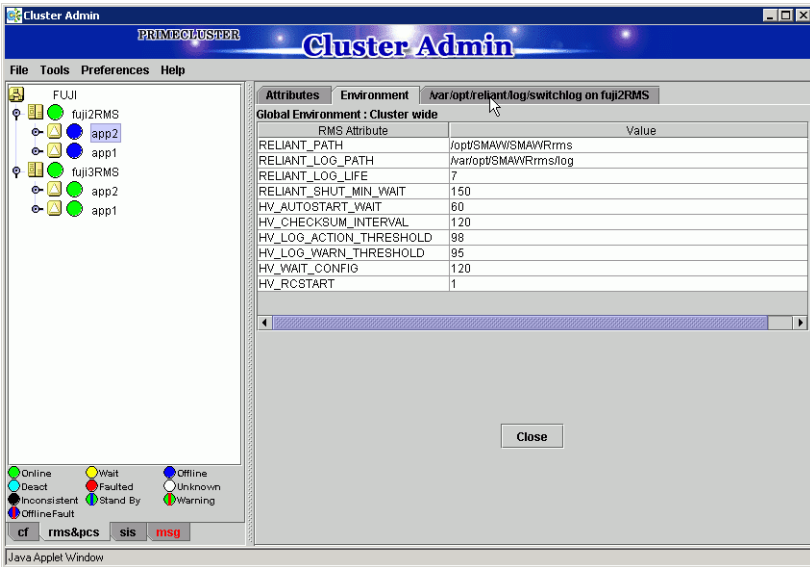 Cluster Admin
PRIMECLUSTER
Cluster Admin
File Tools Preferences Help
FUJI
fuji2RMS
app2
app1
fuji3RMS
app2
app1
Online Wait Offline
Deact Faulted Unknown
Inconsistent Stand By Warning
OfflineFault
cf rms&pcs sis msg
Attributes Environment /var/opt/reliant/log/switchlog on fuji2RMS
Global Environment : Cluster wide
RMS Attribute Value
RELIANT_PATH /opt/SMAW/SMAWRrms
RELIANT_LOG_PATH /var/opt/SMAWRrms/log
RELIANT_LOG_LIFE 7
RELIANT_SHUT_MIN_WAIT 150
HV_AUTOSTART_WAIT 60
HV_CHECKSUM_INTERVAL 120
HV_LOG_ACTION_THRESHOLD 98
HV_LOG_WARN_THRESHOLD 95
HV_WAIT_CONFIG 120
HV_RCSTART 1
Close
Java Applet Window